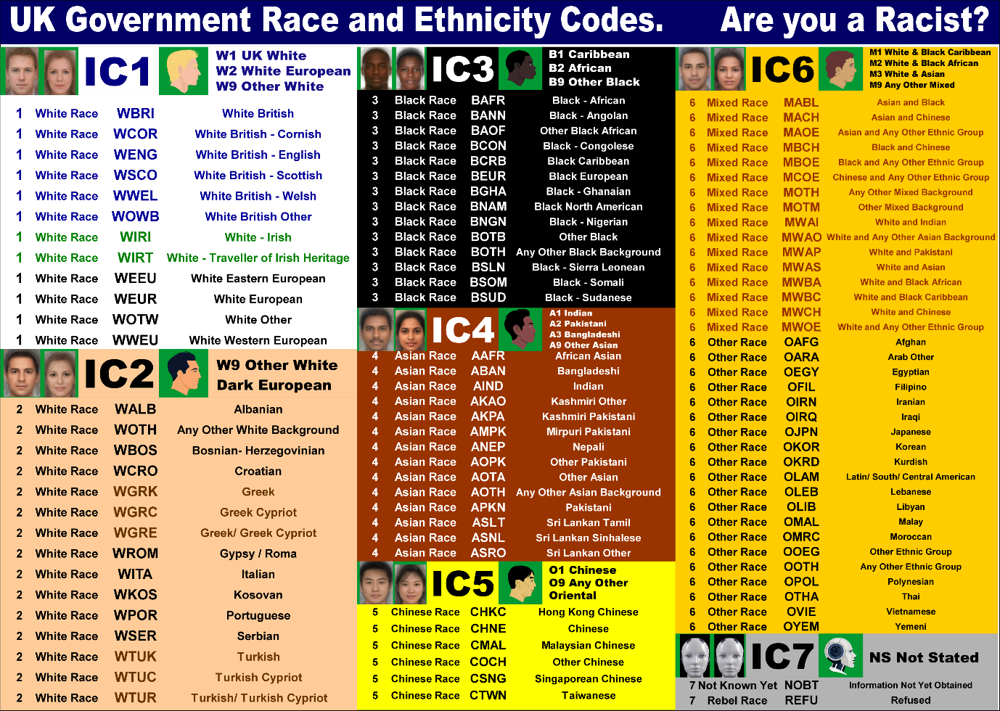 UK Government Race and Ethnicity Codes. Are you a Racist?
IC1
W1 UK White
W2 White European
W9 Other White
1 White Race WBRI White British
1 White Race WCOR White British - Cornish
1 White Race WENG White British - English
1 White Race WSCO White British - Scottish
1 White Race WWEL White British - Welsh
1 White Race WOWB White British Other
1 White Race WIRI White - Irish
1 White Race WIRT White - Traveller of Irish Heritage
1 White Race WEEU White Eastern European
1 White Race WEUR White European
1 White Race WOTW White Other
1 White Race WWEU White Western European
IC2
W9 Other White
Dark European
2 White Race WALB Albanian
2 White Race WOTH Any Other White Background
2 White Race WBOS Bosnian- Herzegovinian
2 White Race WCRO Croatian
2 White Race WGRK Greek
2 White Race WGRC Greek Cypriot
2 White Race WGRE Greek/ Greek Cypriot
2 White Race WROM Gypsy / Roma
2 White Race WITA Italian
2 White Race WKOS Kosovan
2 White Race WPOR Portuguese
2 White Race WSER Serbian
2 White Race WTUK Turkish
2 White Race WTUC Turkish Cypriot
2 White Race WTUR Turkish/ Turkish Cypriot
IC3
B1 Caribbean
B2 African
B9 Other Black
3 Black Race BAFR Black - African
3 Black Race BANN Black - Angolan
3 Black Race BAOF Other Black African
3 Black Race BCON Black - Congolese
3 Black Race BCRB Black Caribbean
3 Black Race BEUR Black European
3 Black Race BGHA Black - Ghanaian
3 Black Race BNAM Black North American
3 Black Race BNGN Black - Nigerian
3 Black Race BOTB Other Black
3 Black Race BOTH Any Other Black Background
3 Black Race BSLN Black - Sierra Leonean
3 Black Race BSOM Black - Somali
3 Black Race BSUD Black - Sudanese
IC4
A1 Indian
A2 Pakistani
A3 Bangladeshi
A9 Other Asian
4 Asian Race AAFR African Asian
4 Asian Race ABAN Bangladeshi
4 Asian Race AIND Indian
4 Asian Race AKAO Kashmiri Other
4 Asian Race AKPA Kashmiri Pakistani
4 Asian Race AMPK Mirpuri Pakistani
4 Asian Race ANEP Nepali
4 Asian Race AOPK Other Pakistani
4 Asian Race AOTA Other Asian
4 Asian Race AOTH Any Other Asian Background
4 Asian Race APKN Pakistani
4 Asian Race ASLT Sri Lankan Tamil
4 Asian Race ASNL Sri Lankan Sinhalese
4 Asian Race ASRO Sri Lankan Other
IC5
O1 Chinese
O9 Any Other
Oriental
5 Chinese Race CHKC Hong Kong Chinese
5 Chinese Race CHNE Chinese
5 Chinese Race CMAL Malaysian Chinese
5 Chinese Race COCH Other Chinese
5 Chinese Race CSNG Singaporean Chinese
5 Chinese Race CTWN Taiwanese
IC6
M1 White & Black Caribbean
M2 White & Black African
M3 White & Asian
M9 Any Other Mixed
6 Mixed Race MABL Asian and Black
6 Mixed Race MACH Asian and Chinese
6 Mixed Race MAOE Asian and Any Other Ethnic Group
6 Mixed Race MBCH Black and Chinese
6 Mixed Race MBOE Black and Any Other Ethnic Group
6 Mixed Race MCOE Chinese and Any Other Ethnic Group
6 Mixed Race MOTH Any Other Mixed Background
6 Mixed Race MOTM Other Mixed Background
6 Mixed Race MWAI White and Indian
6 Mixed Race MWAO White and Any Other Asian Background
6 Mixed Race MWAP White and Pakistani
6 Mixed Race MWAS White and Asian
6 Mixed Race MWBA White and Black African
6 Mixed Race MWBC White and Black Caribbean
6 Mixed Race MWCH White and Chinese
6 Mixed Race MWOE White and Any Other Ethnic Group
6 Other Race OAFG Afghan
6 Other Race OARA Arab Other
6 Other Race OEGY Egyptian
6 Other Race OFIL Filipino
6 Other Race OIRN Iranian
6 Other Race OIRQ Iraqi
6 Other Race OJPN Japanese
6 Other Race OKOR Korean
6 Other Race OKRD Kurdish
6 Other Race OLAM Latin/ South/ Central American
6 Other Race OLEB Lebanese
6 Other Race OLIB Libyan
6 Other Race OMAL Malay
6 Other Race OMRC Moroccan
6 Other Race OOEG Other Ethnic Group
6 Other Race OOTH Any Other Ethnic Group
6 Other Race OPOL Polynesian
6 Other Race OTHA Thai
6 Other Race OVIE Vietnamese
6 Other Race OYEM Yemeni
IC7
NS Not Stated
7 Not Known Yet NOBT Information Not Yet Obtained
7 Rebel Race REFU Refused